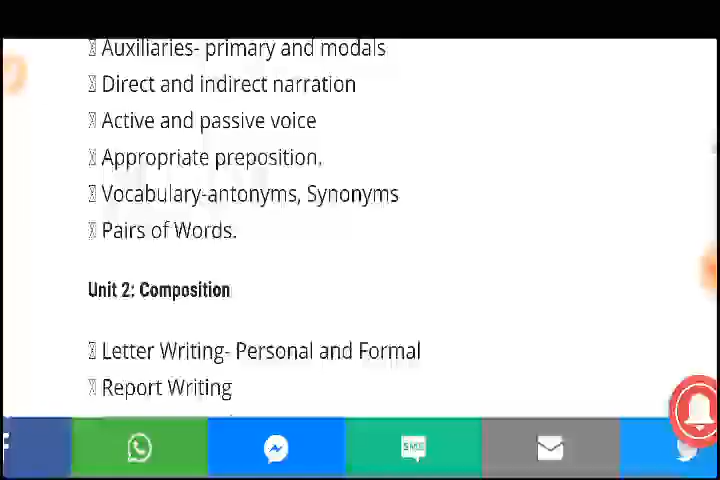 Auxiliaries- primary and modals
Direct and indirect narration
Active and passive voice
Appropriate preposition.
Vocabulary-antonyms, Synonyms
Pairs of Words.
Unit 2: Composition
Letter Writing- Personal and Formal
Report Writing
SMS